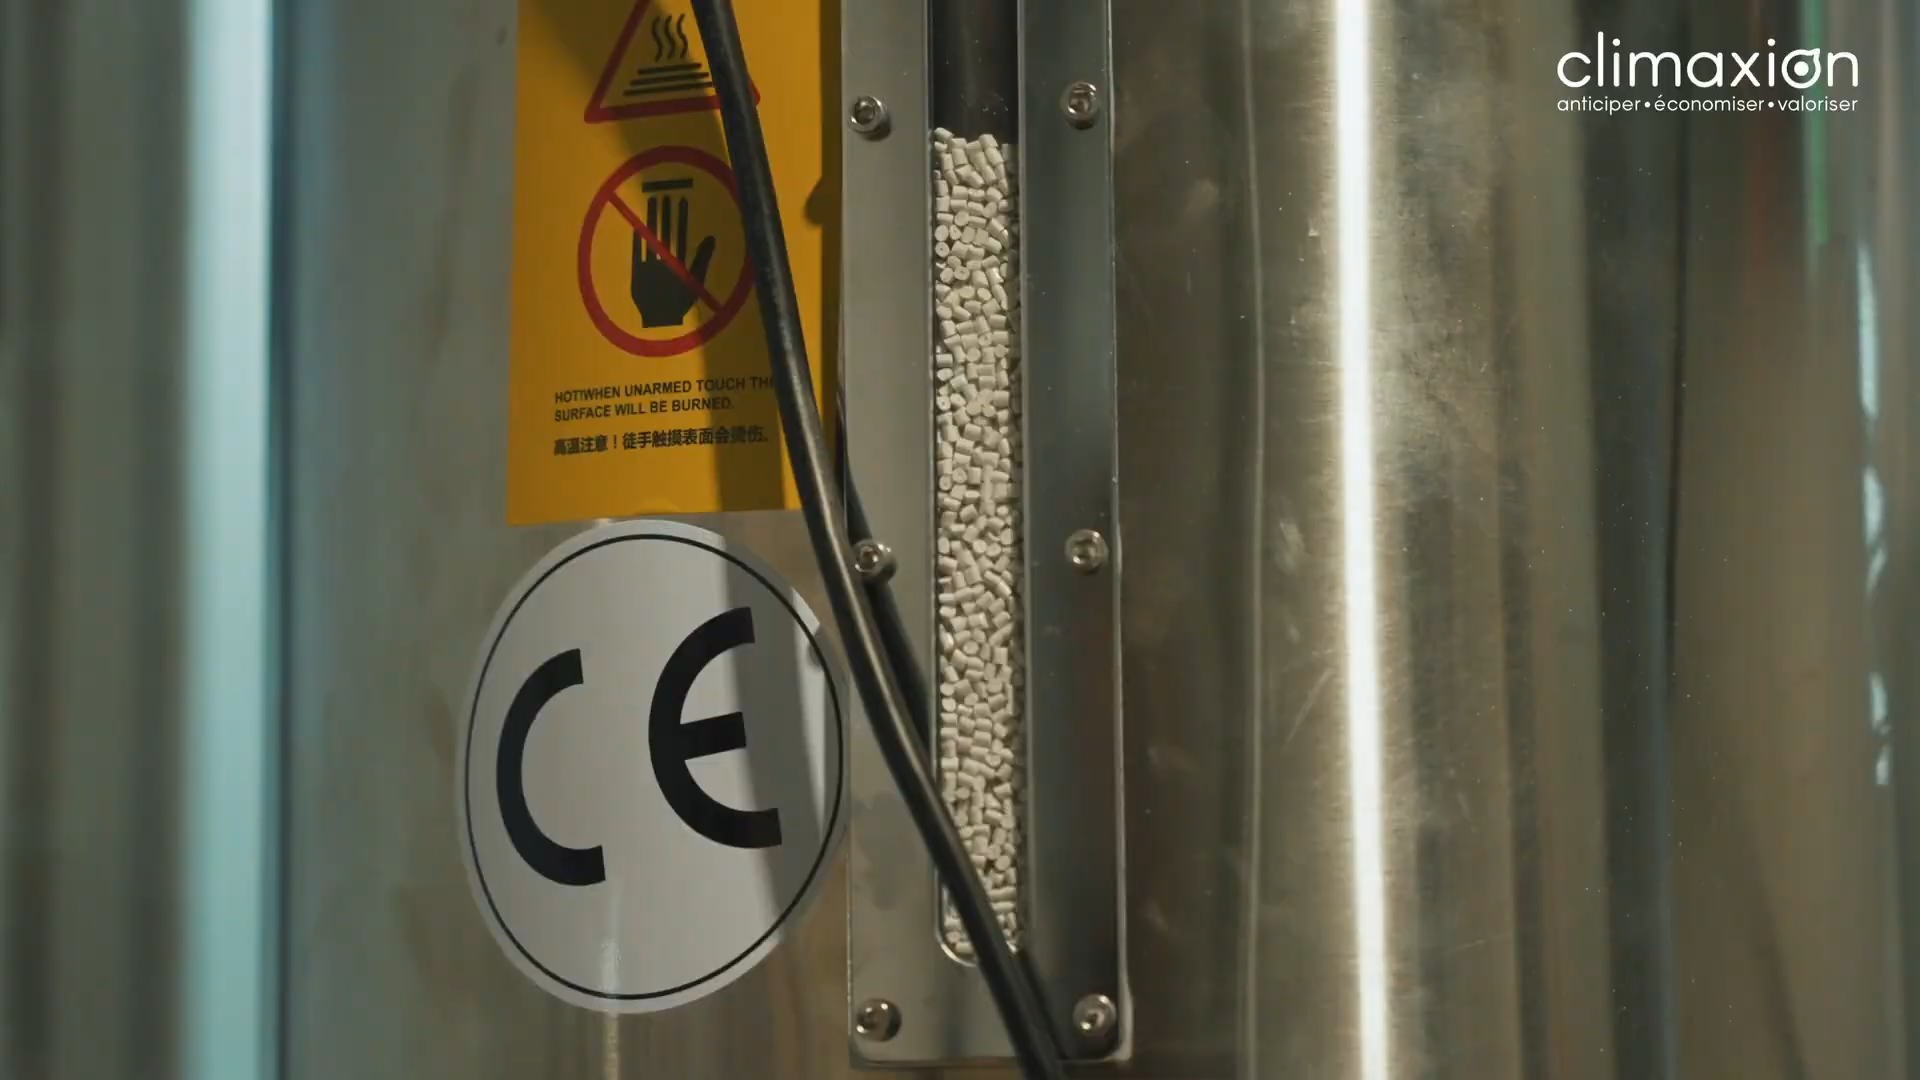 climaxion
anticiper•économiser•valoriser
HOT!WHEN UNARMED TOUCH THE
SURFACE WILL BE BURNED.
高温注意！徒手触摸表面会烫伤。
CE